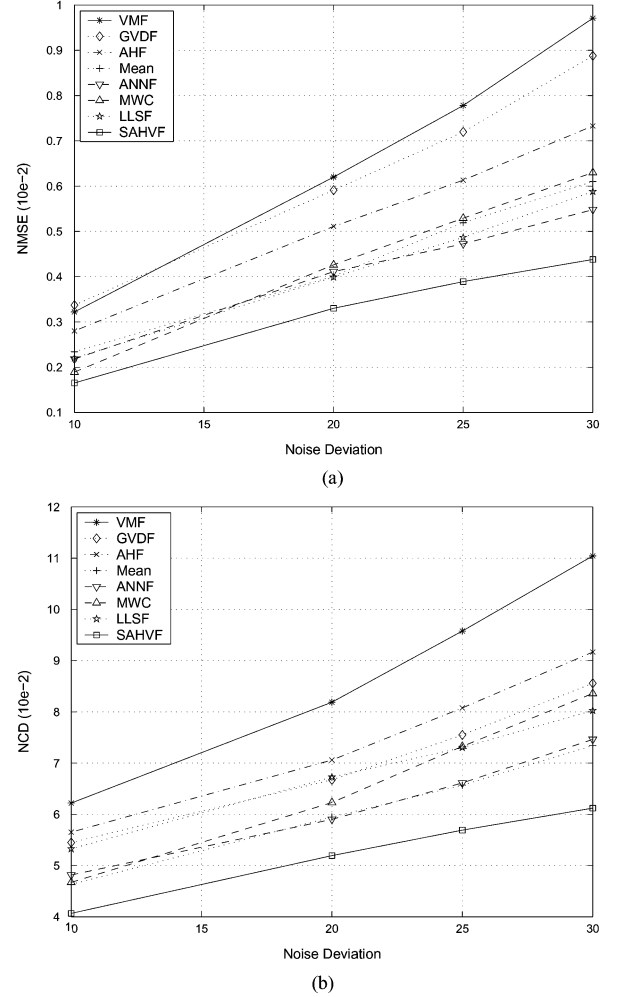 1
0.9
0.8
0.7
0.6
0.5
0.4
0.3
0.2
0.1
NMSE (10e-2)
VMF
GVDF
AHF
Mean
ANNF
MWC
LLSF
SAHVF
10 15 20 25 30
Noise Deviation
(a)
12
11
10
9
8
7
6
5
4
NCD (10e-2)
VMF
GVDF
AHF
Mean
ANNF
MWC
LLSF
SAHVF
10 15 20 25 30
Noise Deviation
(b)